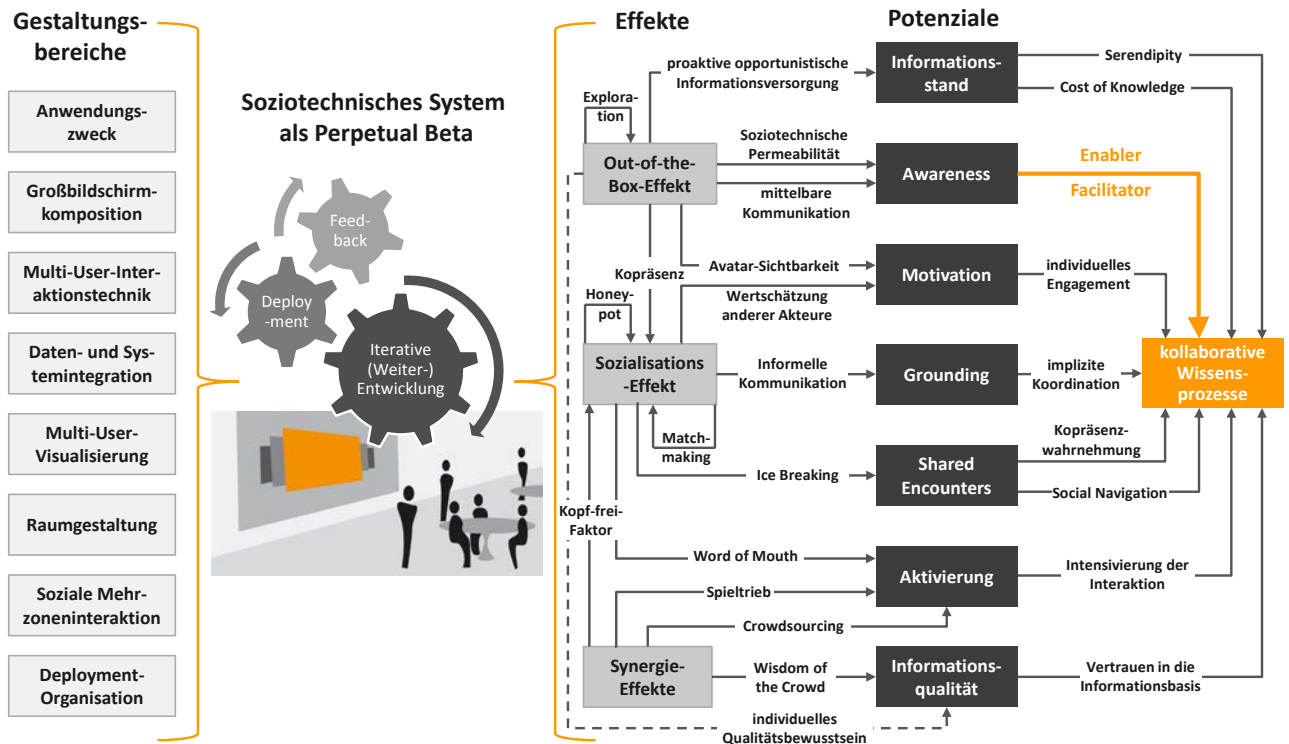 Gestaltungs-
bereiche
Anwendungs-
zweck
Großbildschirm-
komposition
Multi-User-Inter-
aktionstechnik
Daten- und Sys-
temintegration
Multi-User-
Visualisierung
Raumgestaltung
Soziale Mehr-
zoneninteraktion
Deployment-
Organisation
Soziotechnisches System
als Perpetual Beta
Feed-
back
Deploy
-ment
Iterative
(Weiter-)
Entwicklung
Effekte
Explora-
tion
Out-of-the-
Box-Effekt
Kopräsenz
Honey-
pot
Sozialisations
-Effekt
Match-
making
Kopf-frei-
Faktor
Synergie-
Effekte
proaktive opportunistische
Informationsversorgung
Soziotechnische
Permeabilität
mittelbare
Kommunikation
Avatar-Sichtbarkeit
Wertschätzung
anderer Akteure
Informelle
Kommunikation
Ice Breaking
Word of Mouth
Spieltrieb
Crowdsourcing
Wisdom of
the Crowd
individuelles
Qualitätsbewusstsein
Potenziale
Informations-
stand
Awareness
Motivation
Grounding
Shared
Encounters
Aktivierung
Informations-
qualität
Serendipity
Cost of Knowledge
Enabler
Facilitator
individuelles
Engagement
implizite
Koordination
Kopräsenz-
wahrnehmung
Social Navigation
Intensivierung der
Interaktion
Vertrauen in die
Informationsbasis
kollaborative
Wissens-
prozesse